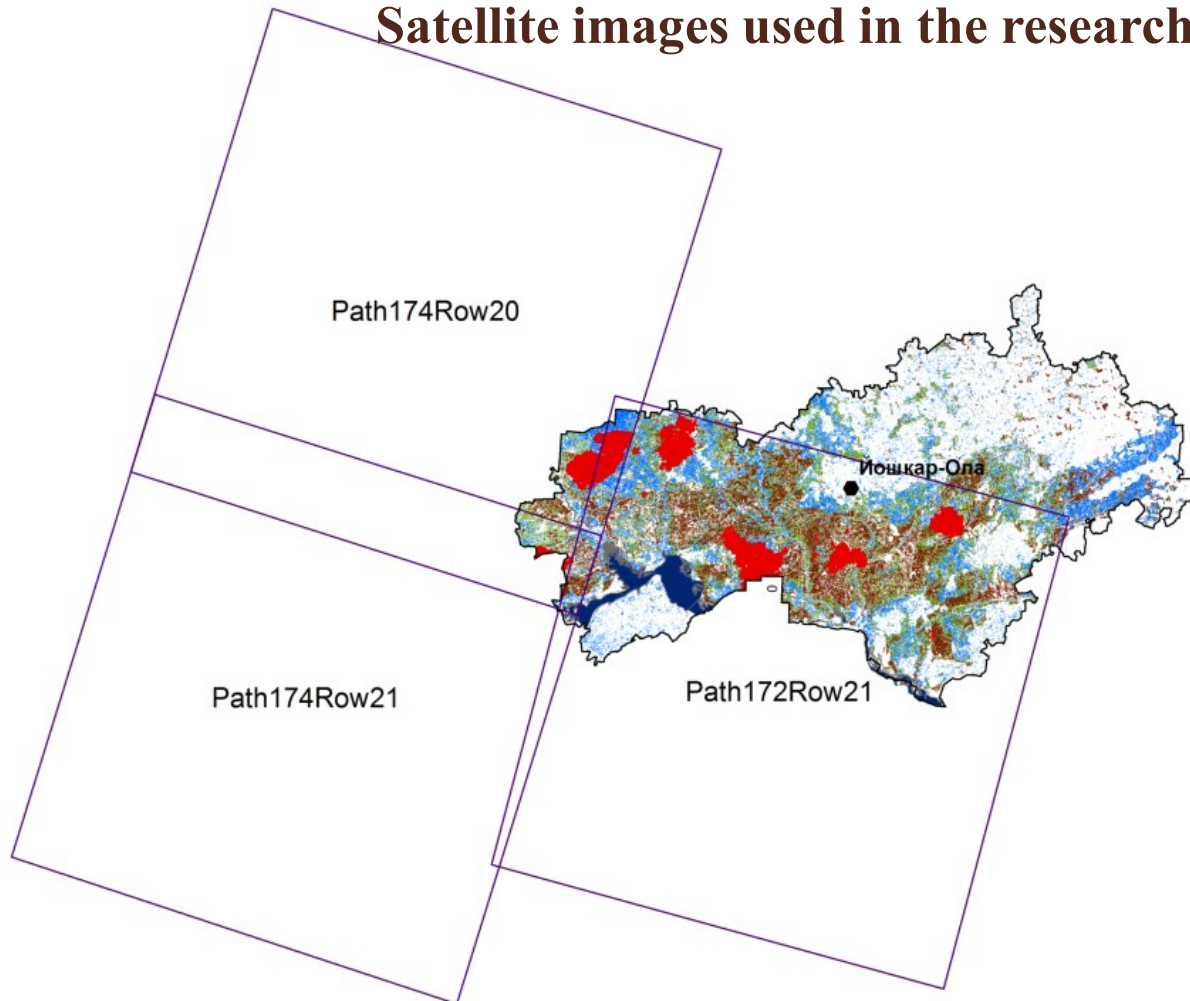 Satellite images used in the research
Path174Row20
Йошкар-Ола
Path174Row21
Path172Row21